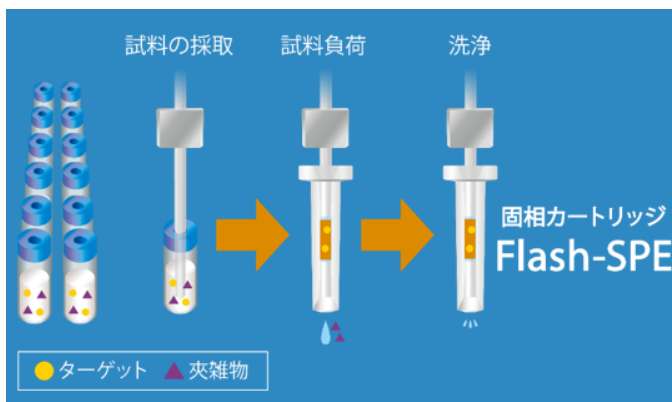 試料の採取
試料負荷
洗浄
固相カートリッジ
Flash-SPE
ターゲット
夾雑物